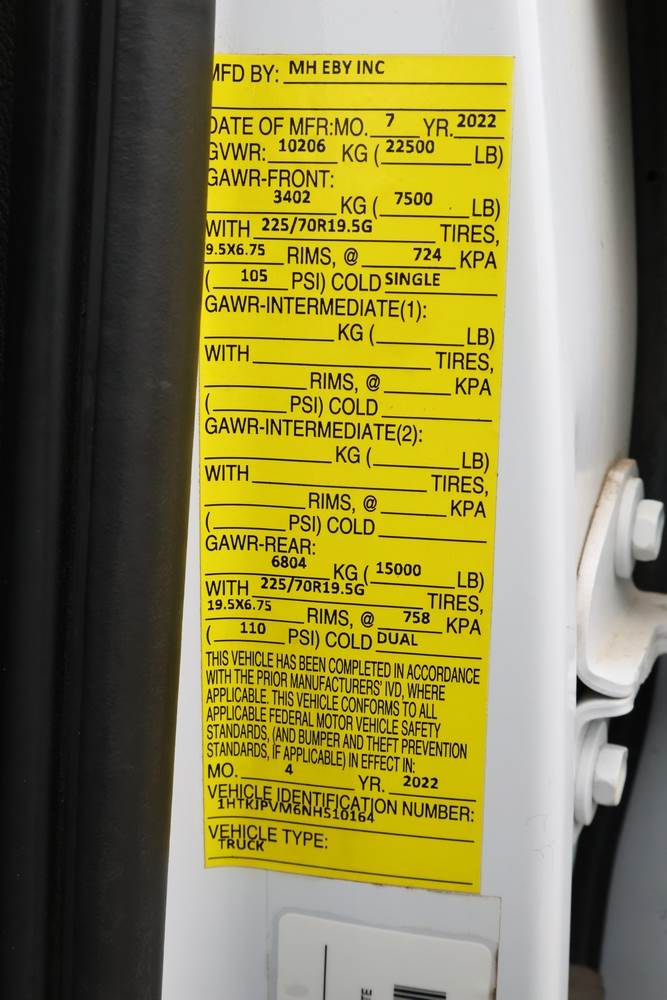 MFD BY: MH EBY INC
DATE OF MFR: MO. 7 YR. 2022
GVWR: 10206 KG ( 22500 LB)
GAWR-FRONT:
3402 KG ( 7500 LB)
WITH 225/70R19.5G TIRES,
9.5X6.75 RIMS, @ 724 KPA
( 105 PSI) COLD SINGLE
GAWR-INTERMEDIATE(1):
KG ( LB)
WITH TIRES,
RIMS, @ KPA
( PSI) COLD
GAWR-INTERMEDIATE(2):
KG ( LB)
WITH TIRES,
RIMS, @ KPA
( PSI) COLD
GAWR-REAR:
6804 KG ( 15000 LB)
WITH 225/70R19.5G TIRES,
19.5X6.75 RIMS, @ 758 KPA
( 110 PSI) COLD DUAL
THIS VEHICLE HAS BEEN COMPLETED IN ACCORDANCE
WITH THE PRIOR MANUFACTURERS' IVD, WHERE
APPLICABLE. THIS VEHICLE CONFORMS TO ALL
APPLICABLE FEDERAL MOTOR VEHICLE SAFETY
STANDARDS, (AND BUMPER AND THEFT PREVENTION
STANDARDS, IF APPLICABLE) IN EFFECT IN:
MO. 4 YR. 2022
VEHICLE IDENTIFICATION NUMBER:
1HTKJPVM6NH510164
VEHICLE TYPE:
TRUCK